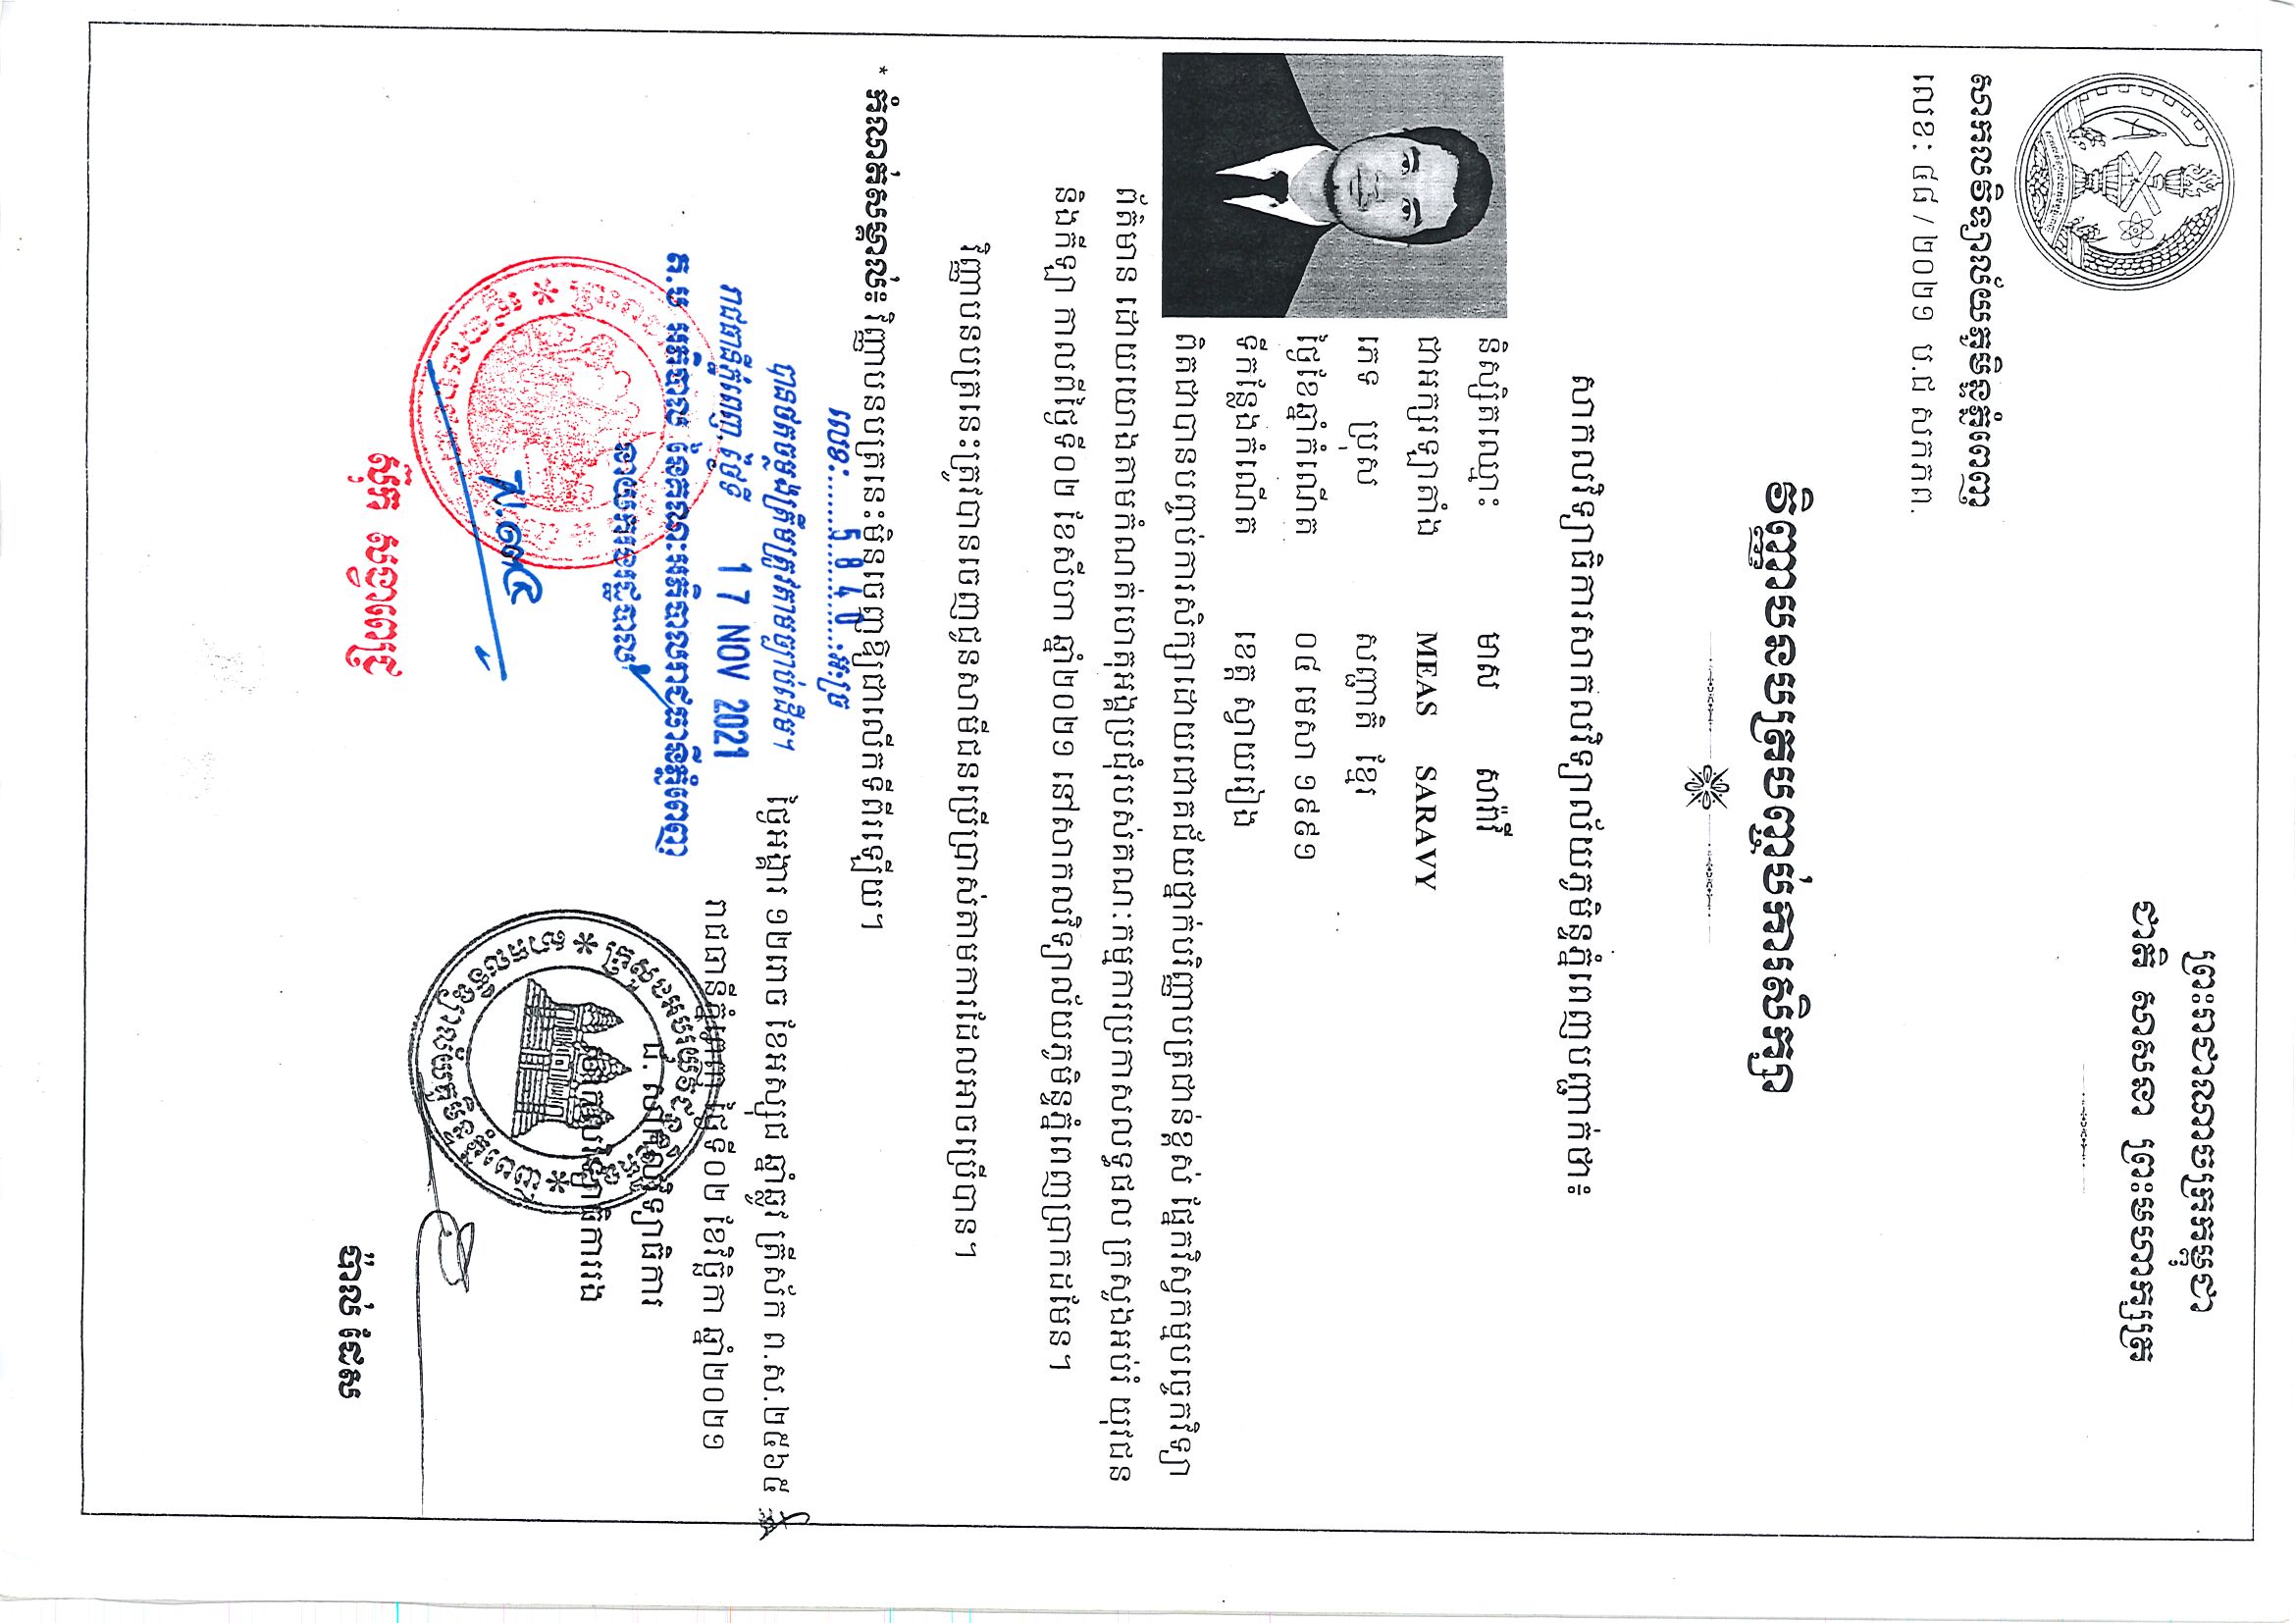 ព្រះរាជាណាចក្រកម្ពុជា
ជាតិ សាសនា ព្រះមហាក្សត្រ
សាកលវិទ្យាល័យភូមិន្ទភ្នំពេញ
សាកលវិទ្យាល័យភូមិន្ទភ្នំពេញ
លេខ: ៤៨ / ២០២១ ប.ជ សភភព.
វិញ្ញាបនបត្របញ្ចប់ការសិក្សា
សាកលវិទ្យាធិការសាកលវិទ្យាល័យភូមិន្ទភ្នំពេញបញ្ជាក់ថា៖
និស្សិតឈ្មោះ មាស សារ៉ាវី
ជាអក្សរឡាតាំង MEAS SARAVY
ភេទ ប្រុស សញ្ជាតិ ខ្មែរ
ថ្ងៃខែឆ្នាំកំណើត ០៤ មេសា ១៩៩១
ទីកន្លែងកំណើត ខេត្ត ស្វាយរៀង
ពិតជាបានបញ្ចប់ការសិក្សាដោយជោគជ័យថ្នាក់បរិញ្ញាបត្រជាន់ខ្ពស់ ផ្នែកវិស្វកម្មបច្ចេកវិទ្យា
ព័ត៌មាន ដោយយោងតាមកំណត់ហេតុអង្គប្រជុំរបស់គណ:កម្មការប្រកាសលទ្ធផល ក្រសួងអប់រំ យុវជន
និងកីឡា កាលពីថ្ងៃទី០២ ខែសីហា ឆ្នាំ២០២១ នៅសាកលវិទ្យាល័យភូមិន្ទភ្នំពេញប្រាកដមែន។
វិញ្ញាបនបត្រនេះត្រូវបានចេញជូនសាមីជនប្រើប្រាស់តាមការដែលអាចប្រើបាន។
* កំណត់សម្គាល់៖ វិញ្ញាបនបត្រនេះមិនចេញឱ្យជាលើកទីពីរឡើយ។
លេខ:......5840......:អ:ច្រ
បានថតចម្លងត្រឹមត្រូវតាមច្បាប់ដើម។
រាជធានីភ្នំពេញ, ថ្ងៃទី 17 NOV 2021
ត.ប អភិបាល នៃគណ:អភិបាលរាជធានីភ្នំពេញ
នាយករងរដ្ឋបាល
ស៊ុក សង្វាពេជ្រ
ថ្ងៃអង្គារ ១២រោច ខែអស្សុជ ឆ្នាំឆ្លូវ ត្រីស័ក ព.ស.២៥៦៥
រាជធានីភ្នំពេញ ថ្ងៃទី០២ ខែវិច្ឆិកា ឆ្នាំ២០២១
ជ. សាកលវិទ្យាធិការ
សាកលវិទ្យាធិការរង
សាកលវិទ្យាល័យភូមិន្ទភ្នំពេញ
ប៉ាល់ ដែស